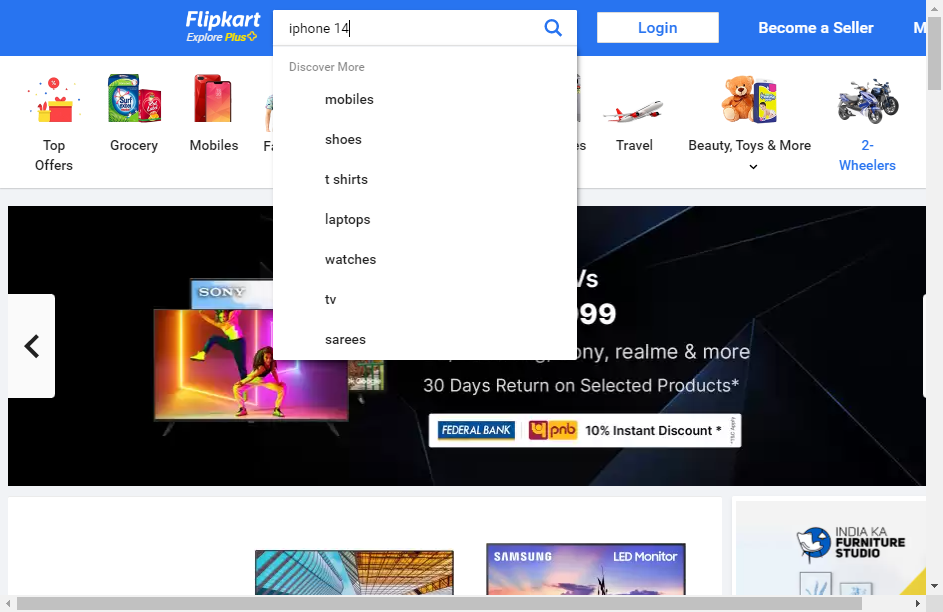 Flipkart
Explore Plus
iphone 14
Login
Become a Seller
M
Discover More
mobiles
shoes
t shirts
laptops
watches
tv
sarees
Top Offers
Grocery
Mobiles
Fa
es
Travel
Beauty, Toys & More
2-Wheelers
SONY
Vs
999
ony, realme & more
30 Days Return on Selected Products*
FEDERAL BANK
pnb
10% Instant Discount *
SAMSUNG
LED Monitor
INDIA KA
FURNITURE
STUDIO